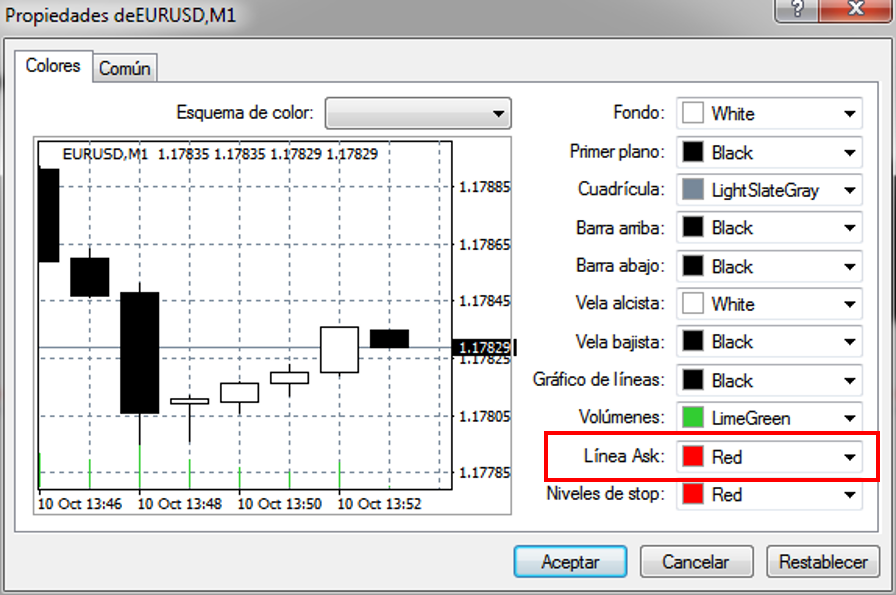 Propiedades deEURUSD,M1
?
X
Colores
Común
Esquema de color:
EURUSD,M1 1.17835 1.17835 1.17829 1.17829
1.17885
1.17865
1.17845
1.17829
1.17825
1.17805
1.17785
10 Oct 13:46 10 Oct 13:48 10 Oct 13:50 10 Oct 13:52
Fondo: White
Primer plano: Black
Cuadrícula: LightSlateGray
Barra arriba: Black
Barra abajo: Black
Vela alcista: White
Vela bajista: Black
Gráfico de líneas: Black
Volúmenes: LimeGreen
Línea Ask: Red
Niveles de stop: Red
Aceptar
Cancelar
Restablecer